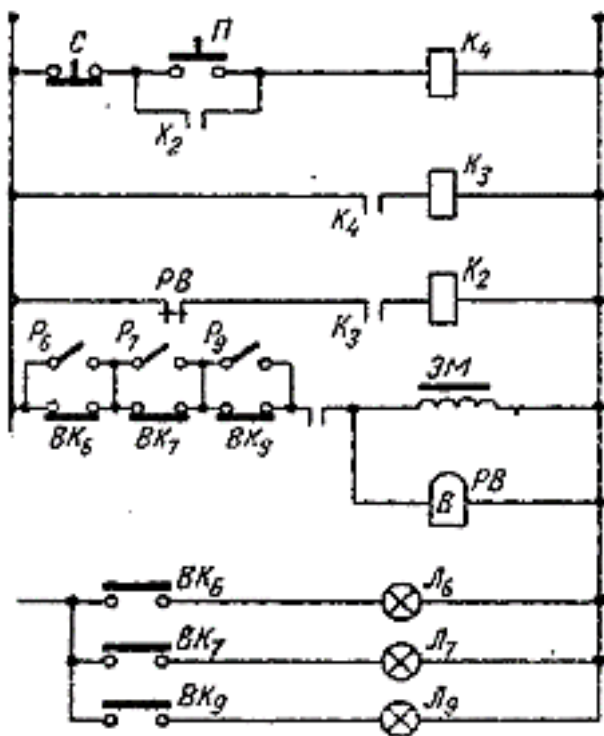 С П К₄
К₂
К₃
К₄
РВ К₂
К₃
Р₆ Р₇ Р₉ ЭМ
ВК₆ ВК₇ ВК₉
В РВ
ВК₆ Л₆
ВК₇ Л₇
ВК₉ Л₉